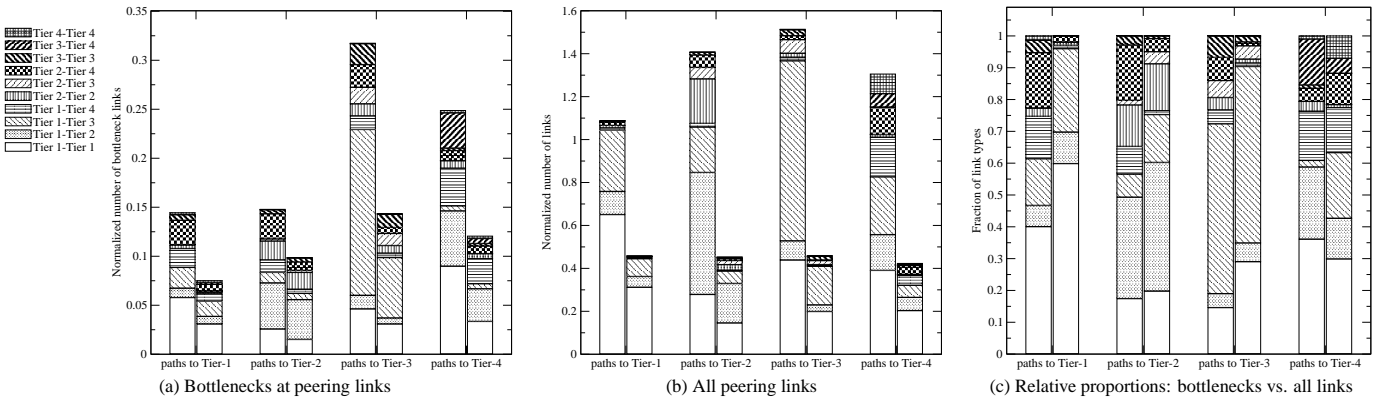 Tier 4-Tier 4
Tier 3-Tier 4
Tier 3-Tier 3
Tier 2-Tier 4
Tier 2-Tier 3
Tier 2-Tier 2
Tier 1-Tier 4
Tier 1-Tier 3
Tier 1-Tier 2
Tier 1-Tier 1
Normalized number of bottleneck links
0.35
0.3
0.25
0.2
0.15
0.1
0.05
0
paths to Tier-1 paths to Tier-2 paths to Tier-3 paths to Tier-4
(a) Bottlenecks at peering links
Normalized number of links
1.6
1.4
1.2
1
0.8
0.6
0.4
0.2
0
paths to Tier-1 paths to Tier-2 paths to Tier-3 paths to Tier-4
(b) All peering links
Fraction of link types
1
0.9
0.8
0.7
0.6
0.5
0.4
0.3
0.2
0.1
0
paths to Tier-1 paths to Tier-2 paths to Tier-3 paths to Tier-4
(c) Relative proportions: bottlenecks vs. all links